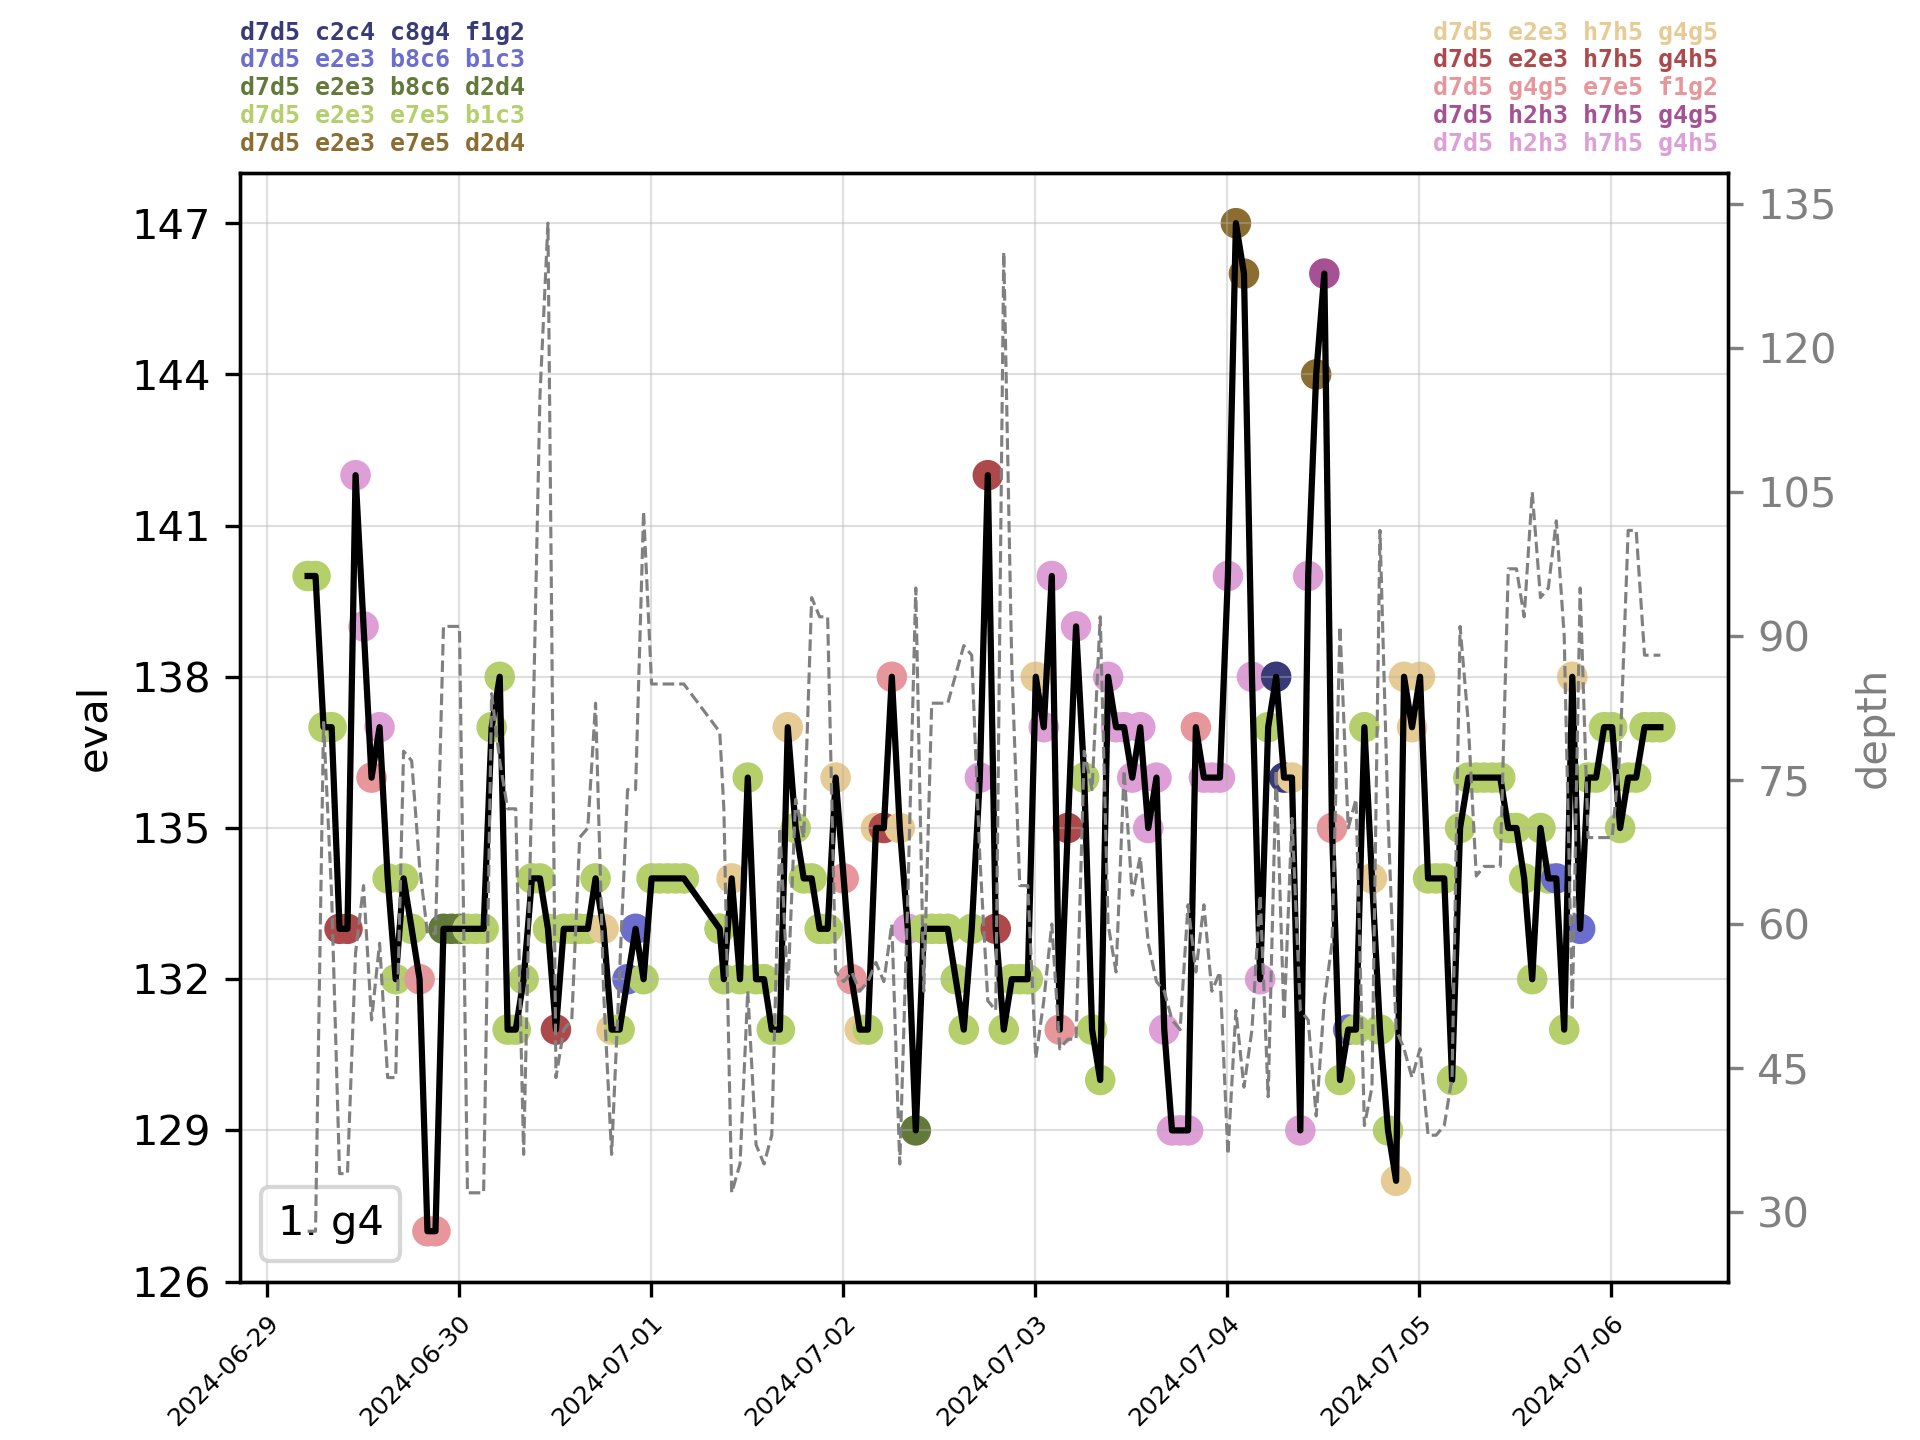 d7d5 c2c4 c8g4 f1g2
d7d5 e2e3 b8c6 b1c3
d7d5 e2e3 b8c6 d2d4
d7d5 e2e3 e7e5 b1c3
d7d5 e2e3 e7e5 d2d4
d7d5 e2e3 h7h5 g4g5
d7d5 e2e3 h7h5 g4h5
d7d5 g4g5 e7e5 f1g2
d7d5 h2h3 h7h5 g4g5
d7d5 h2h3 h7h5 g4h5
147
144
141
138
135
132
129
126
eval
135
120
105
90
75
60
45
30
depth
1. g4
2024-06-29
2024-06-30
2024-07-01
2024-07-02
2024-07-03
2024-07-04
2024-07-05
2024-07-06